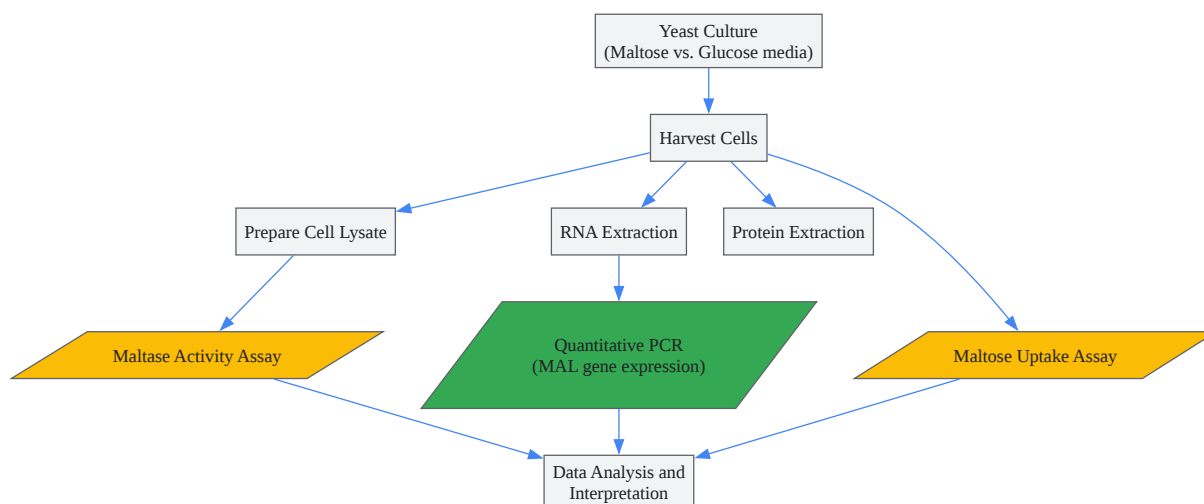 Yeast Culture
(Maltose vs. Glucose media)
Harvest Cells
Prepare Cell Lysate
RNA Extraction
Protein Extraction
Maltase Activity Assay
Quantitative PCR
(MAL gene expression)
Maltose Uptake Assay
Data Analysis and
Interpretation